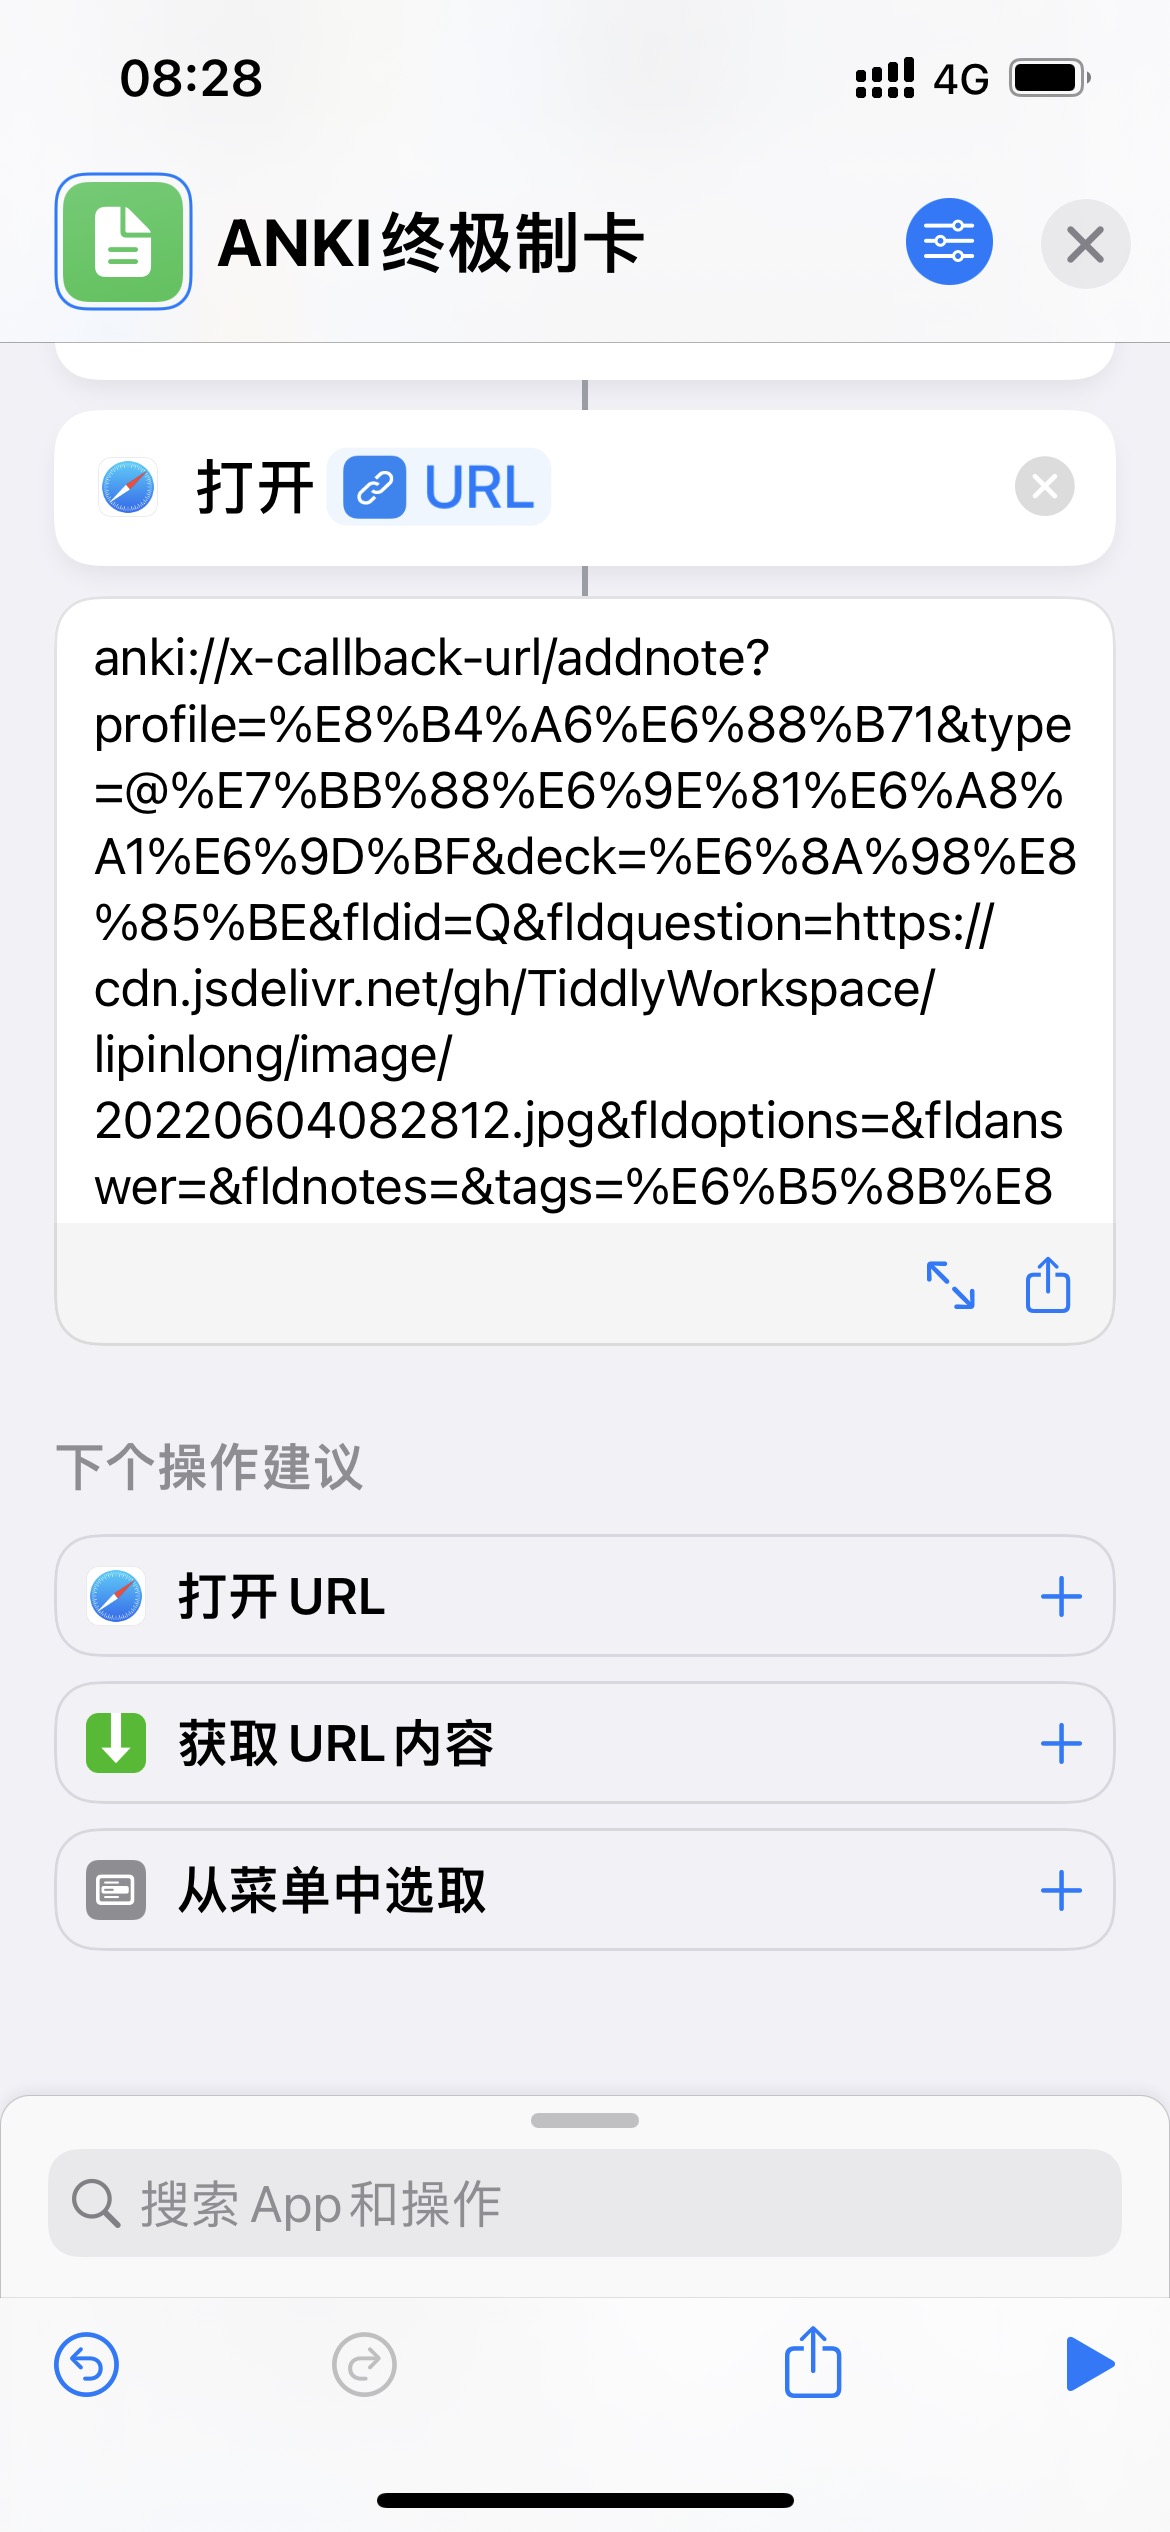 08:28
4G
ANKI终极制卡
打开 URL
anki://x-callback-url/addnote?
profile=%E8%B4%A6%E6%88%B71&type
=@%E7%BB%88%E6%9E%81%E6%A8%
A1%E6%9D%BF&deck=%E6%8A%98%E8
%85%BE&fldid=Q&fldquestion=https://
cdn.jsdelivr.net/gh/TiddlyWorkspace/
lipinlong/image/
20220604082812.jpg&fldoptions=&fldans
wer=&fldnotes=&tags=%E6%B5%8B%E8
下个操作建议
打开 URL
获取 URL 内容
从菜单中选取
搜索 App 和操作